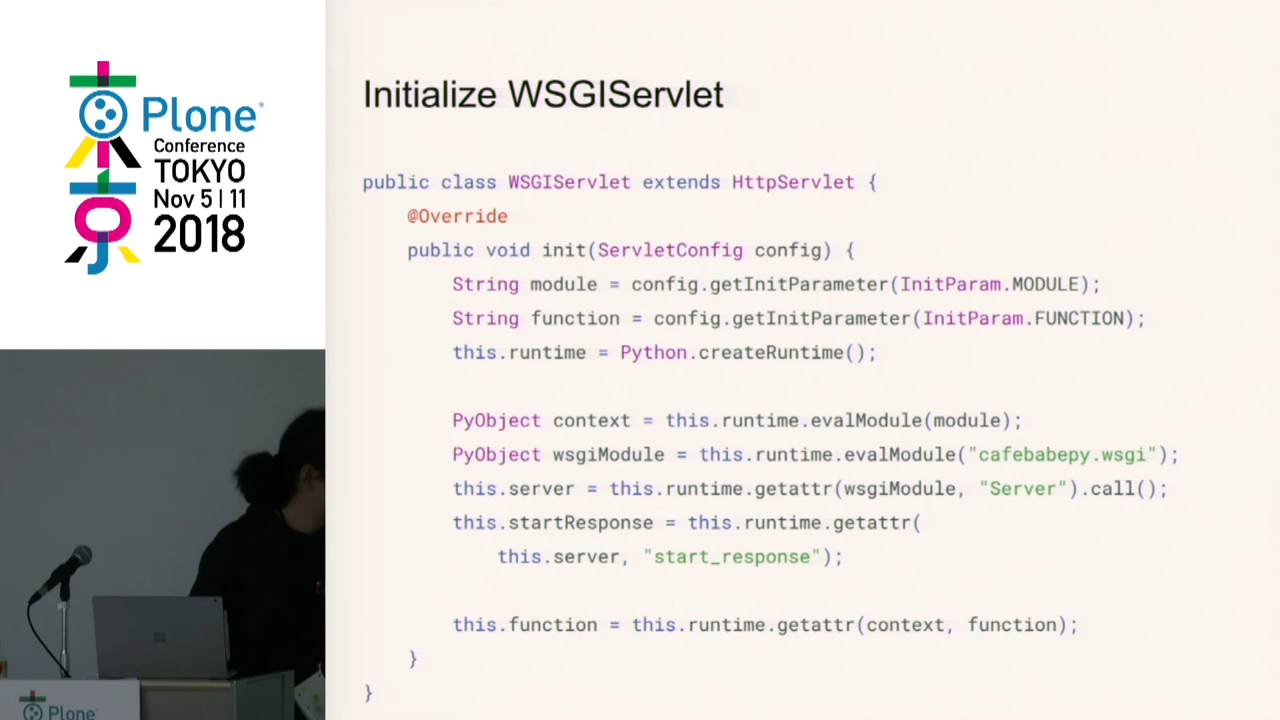 Plone®
Conference
TOKYO
Nov 5 | 11
2018
Initialize WSGIServlet
public class WSGIServlet extends HttpServlet {
@Override
public void init(ServletConfig config) {
String module = config.getInitParameter(InitParam.MODULE);
String function = config.getInitParameter(InitParam.FUNCTION);
this.runtime = Python.createRuntime();
PyObject context = this.runtime.evalModule(module);
PyObject wsgiModule = this.runtime.evalModule("cafebabepy.wsgi");
this.server = this.runtime.getattr(wsgiModule, "Server").call();
this.startResponse = this.runtime.getattr(
this.server, "start_response");
this.function = this.runtime.getattr(context, function);
}
}
Plone